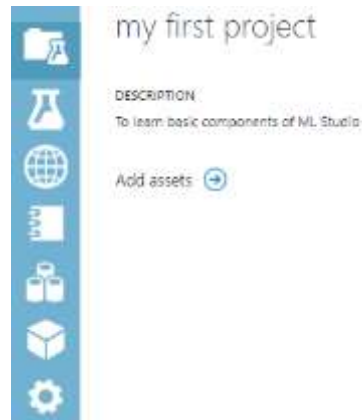 my first project
DESCRIPTION
To learn basic components of ML Studio
Add assets